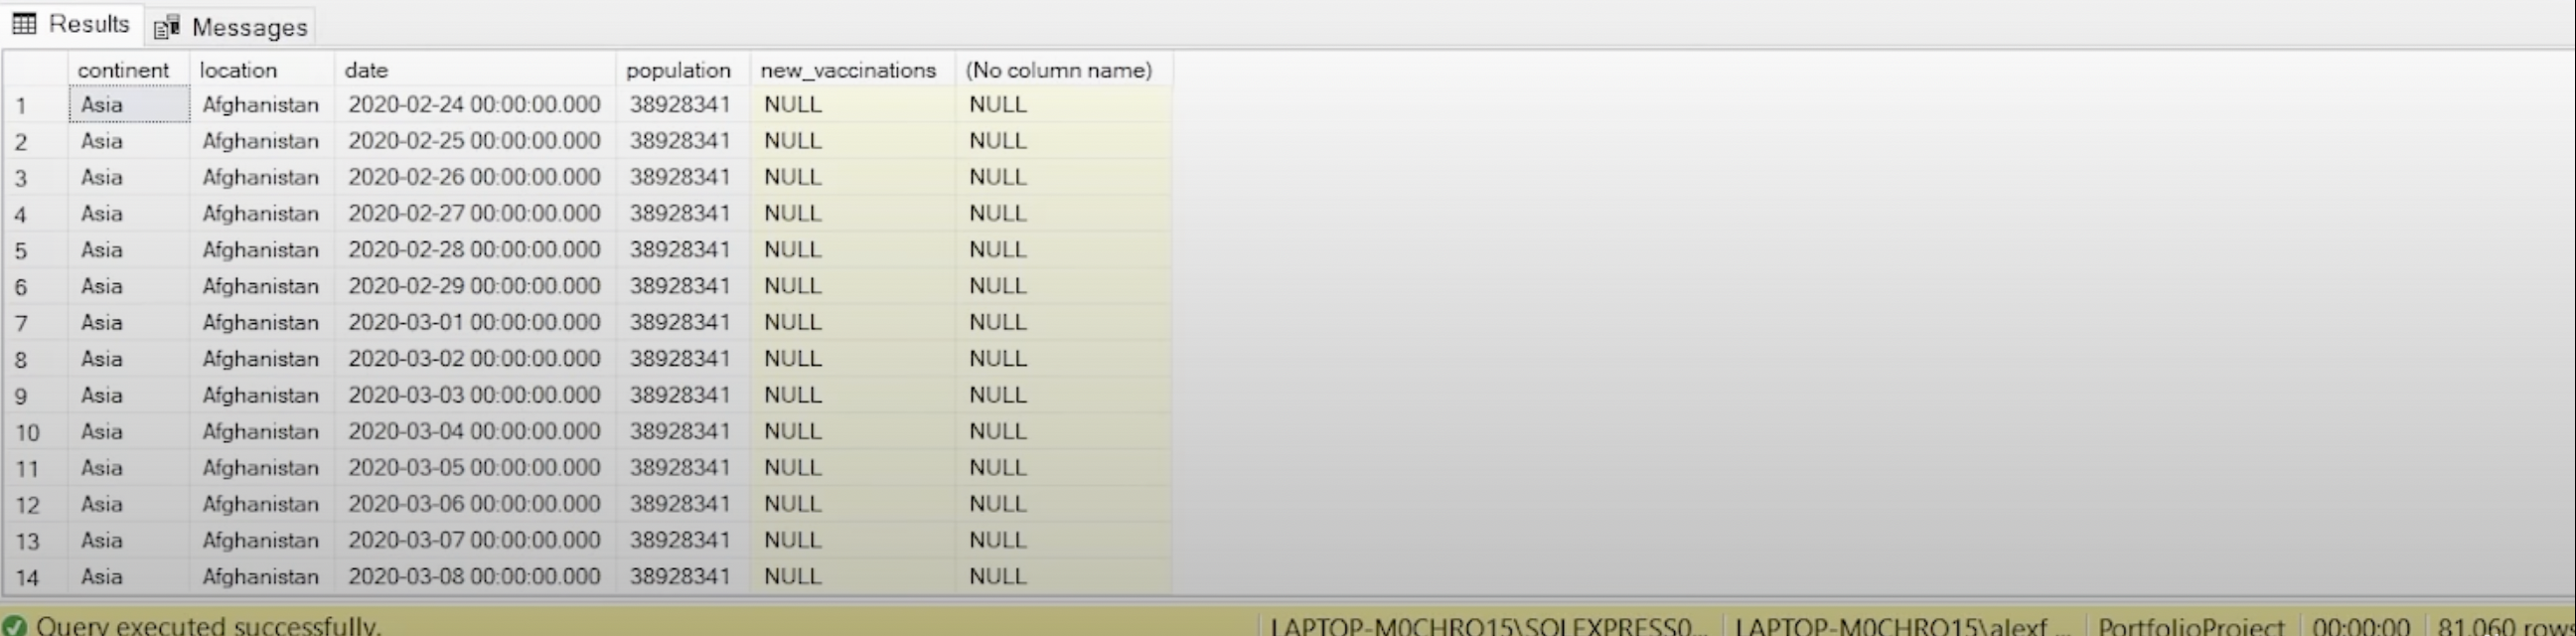 Results Messages
continent location date population new_vaccinations (No column name)
1 Asia Afghanistan 2020-02-24 00:00:00.000 38928341 NULL NULL
2 Asia Afghanistan 2020-02-25 00:00:00.000 38928341 NULL NULL
3 Asia Afghanistan 2020-02-26 00:00:00.000 38928341 NULL NULL
4 Asia Afghanistan 2020-02-27 00:00:00.000 38928341 NULL NULL
5 Asia Afghanistan 2020-02-28 00:00:00.000 38928341 NULL NULL
6 Asia Afghanistan 2020-02-29 00:00:00.000 38928341 NULL NULL
7 Asia Afghanistan 2020-03-01 00:00:00.000 38928341 NULL NULL
8 Asia Afghanistan 2020-03-02 00:00:00.000 38928341 NULL NULL
9 Asia Afghanistan 2020-03-03 00:00:00.000 38928341 NULL NULL
10 Asia Afghanistan 2020-03-04 00:00:00.000 38928341 NULL NULL
11 Asia Afghanistan 2020-03-05 00:00:00.000 38928341 NULL NULL
12 Asia Afghanistan 2020-03-06 00:00:00.000 38928341 NULL NULL
13 Asia Afghanistan 2020-03-07 00:00:00.000 38928341 NULL NULL
14 Asia Afghanistan 2020-03-08 00:00:00.000 38928341 NULL NULL
Query executed successfully. LAPTOP-M0CHRO15\SQLEXPRESS0... LAPTOP-M0CHRO15\alexf ... PortfolioProject 00:00:00 81,060 rows